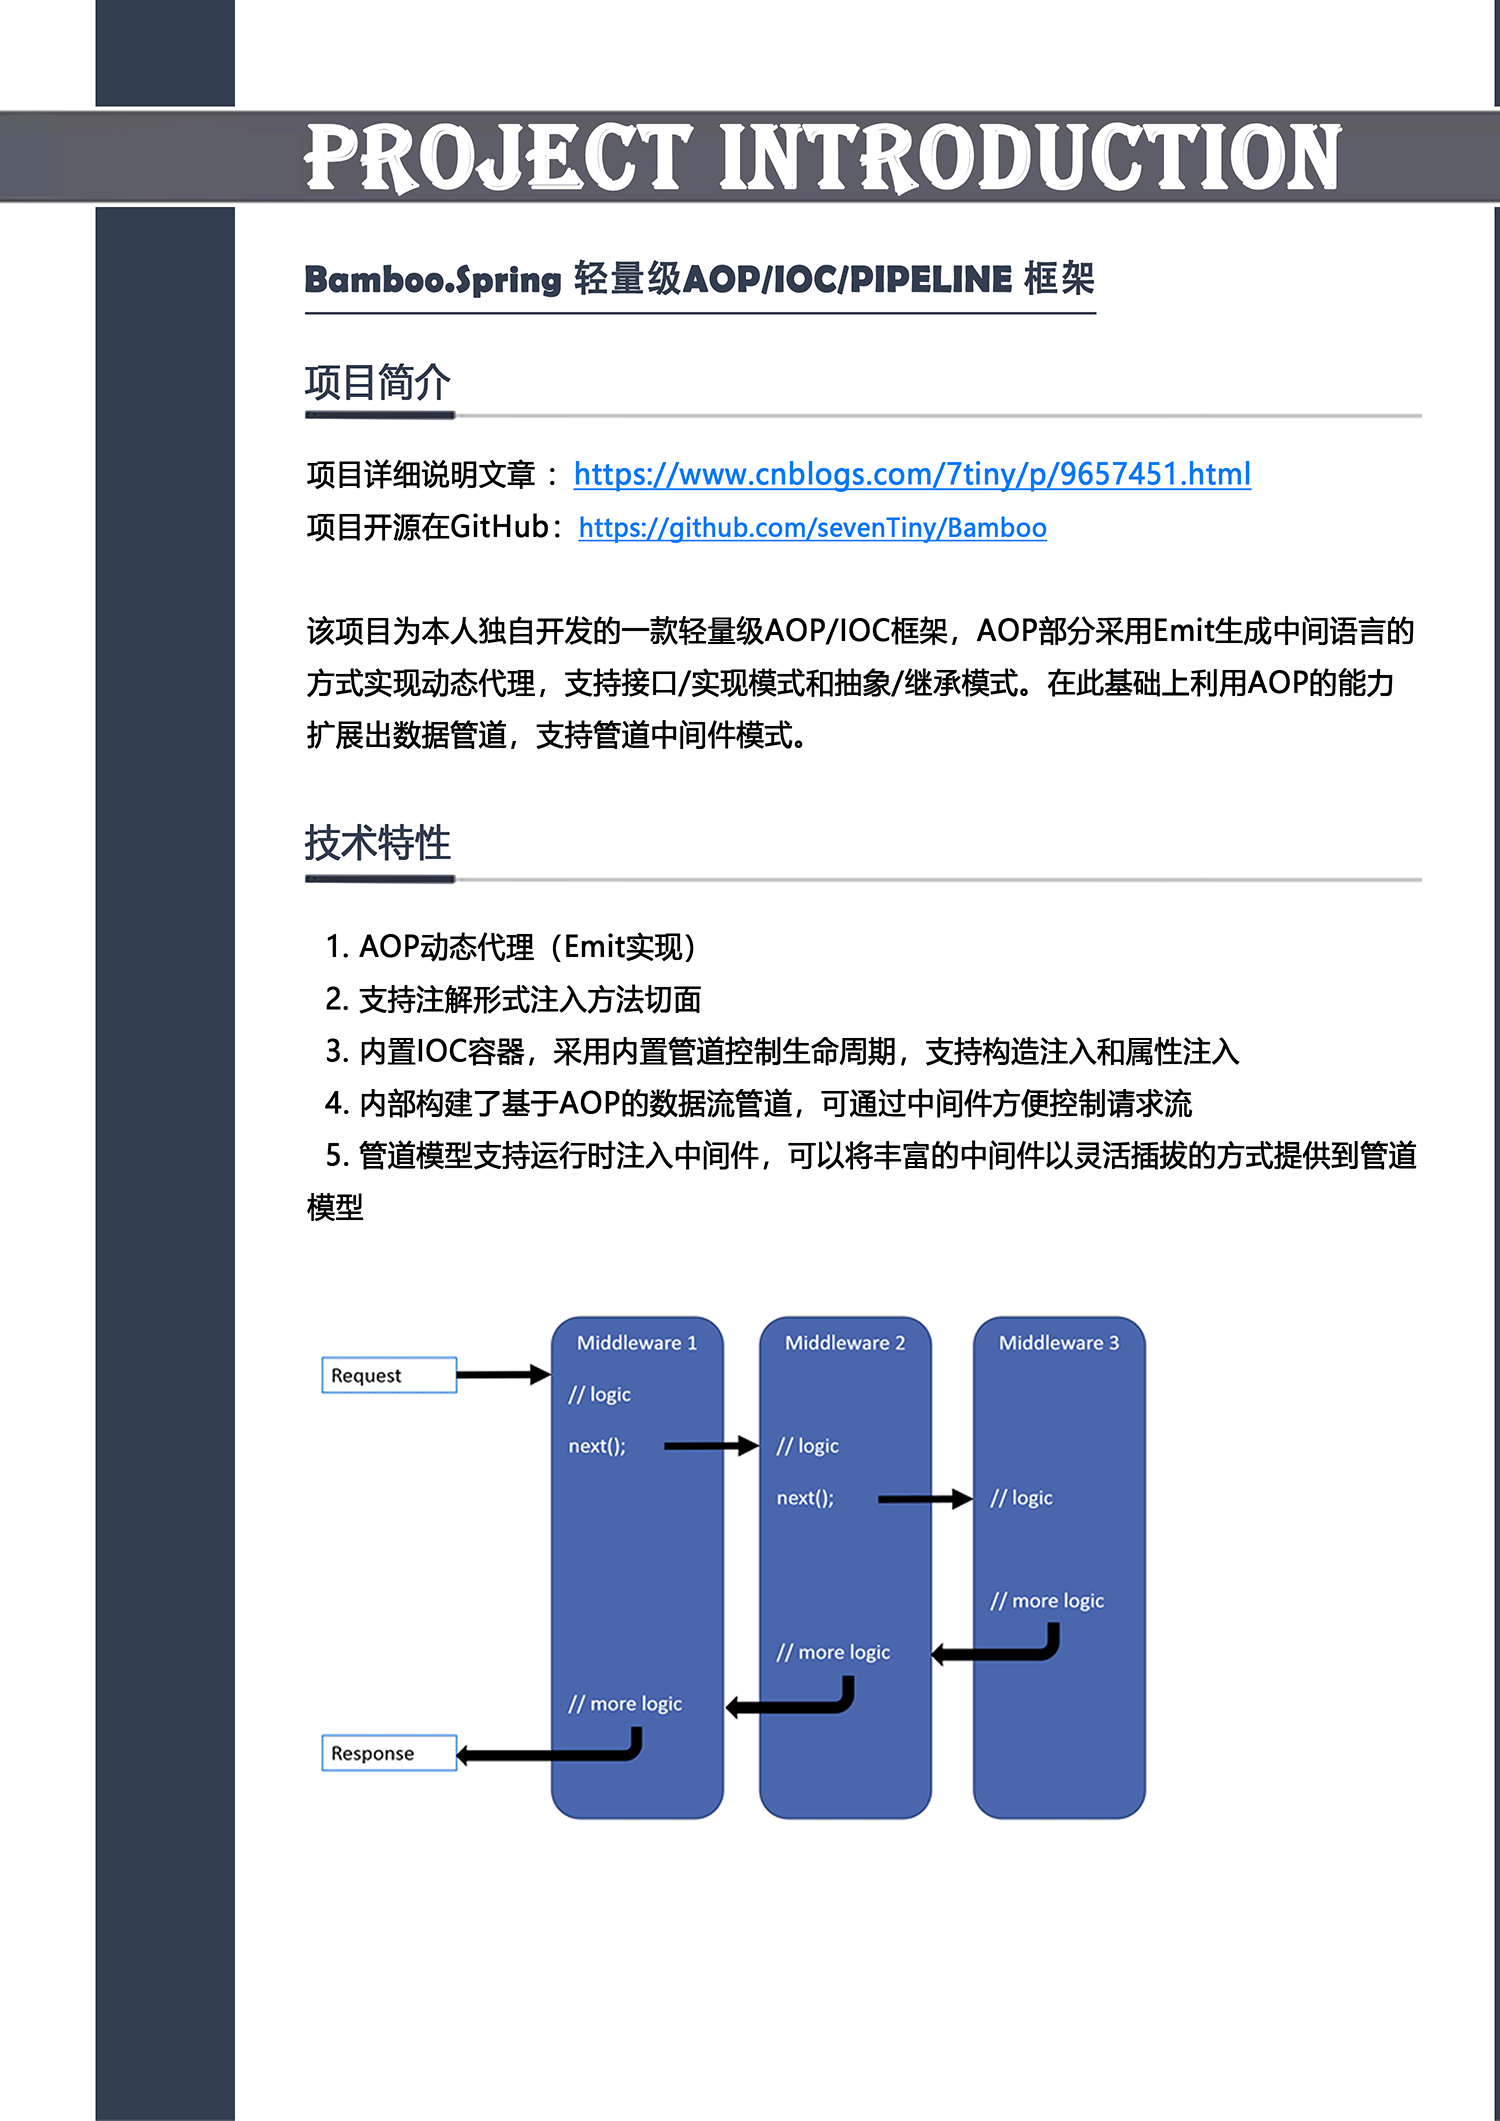 PROJECT INTRODUCTION
Bamboo.Spring 轻量级AOP/IOC/PIPELINE 框架
项目简介
项目详细说明文章 ：https://www.cnblogs.com/7tiny/p/9657451.html
项目开源在GitHub：https://github.com/sevenTiny/Bamboo
该项目为本人独自开发的一款轻量级AOP/IOC框架，AOP部分采用Emit生成中间语言的
方式实现动态代理，支持接口/实现模式和抽象/继承模式。在此基础上利用AOP的能力
扩展出数据管道，支持管道中间件模式。
技术特性
1. AOP动态代理（Emit实现）
2. 支持注解形式注入方法切面
3. 内置IOC容器，采用内置管道控制生命周期，支持构造注入和属性注入
4. 内部构建了基于AOP的数据流管道，可通过中间件方便控制请求流
5. 管道模型支持运行时注入中间件，可以将丰富的中间件以灵活插拔的方式提供到管道
模型
Middleware 1
Middleware 2
Middleware 3
Request
// logic
next();
// logic
next();
// logic
// more logic
// more logic
// more logic
Response